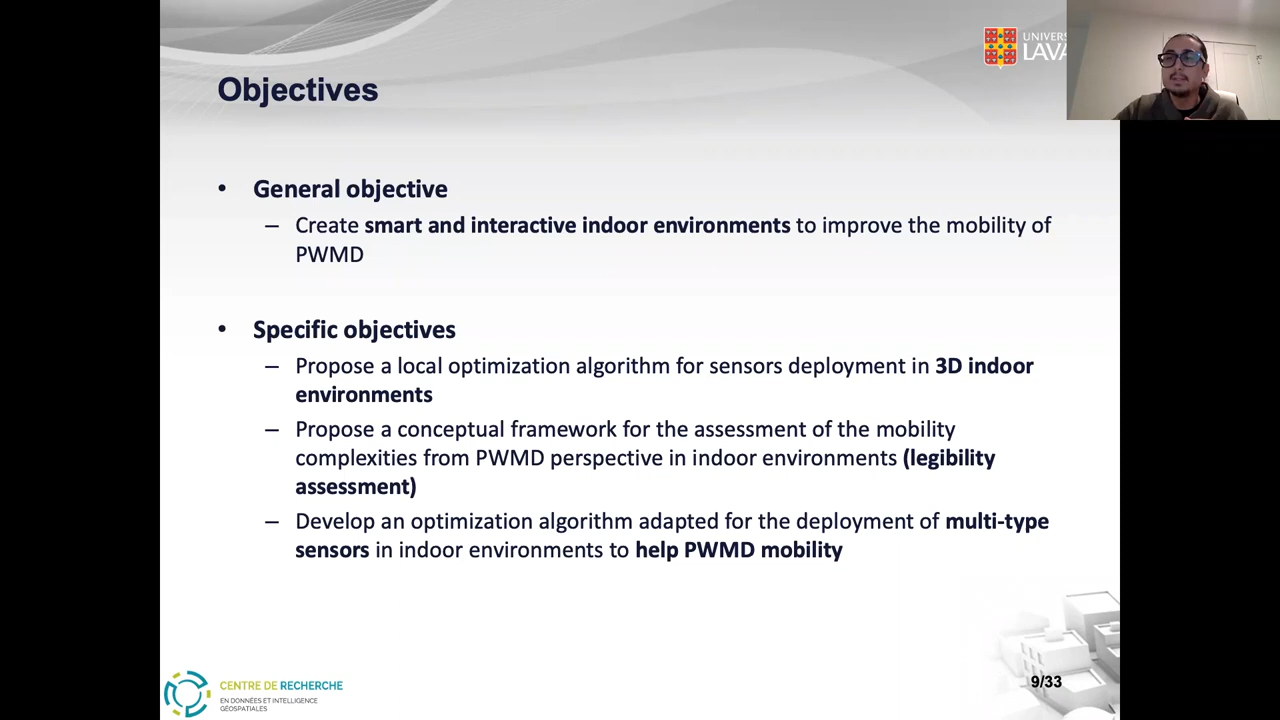 UNIVERS
LAVA
Objectives
• General objective
– Create smart and interactive indoor environments to improve the mobility of
PWMD
• Specific objectives
– Propose a local optimization algorithm for sensors deployment in 3D indoor
environments
– Propose a conceptual framework for the assessment of the mobility
complexities from PWMD perspective in indoor environments (legibility
assessment)
– Develop an optimization algorithm adapted for the deployment of multi-type
sensors in indoor environments to help PWMD mobility
CENTRE DE RECHERCHE
EN DONNÉES ET INTELLIGENCE
GÉOSPATIALES
9/33